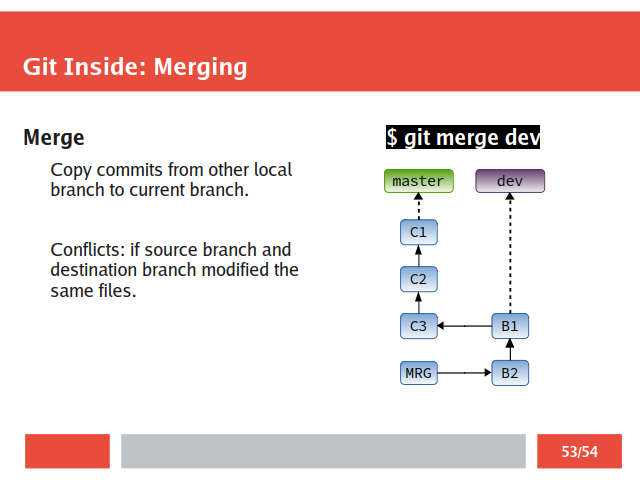 Git Inside: Merging
Merge
Copy commits from other local
branch to current branch.
Conflicts: if source branch and
destination branch modified the
same files.
$ git merge dev
master
dev
C1
C2
C3
B1
MRG
B2
53/54